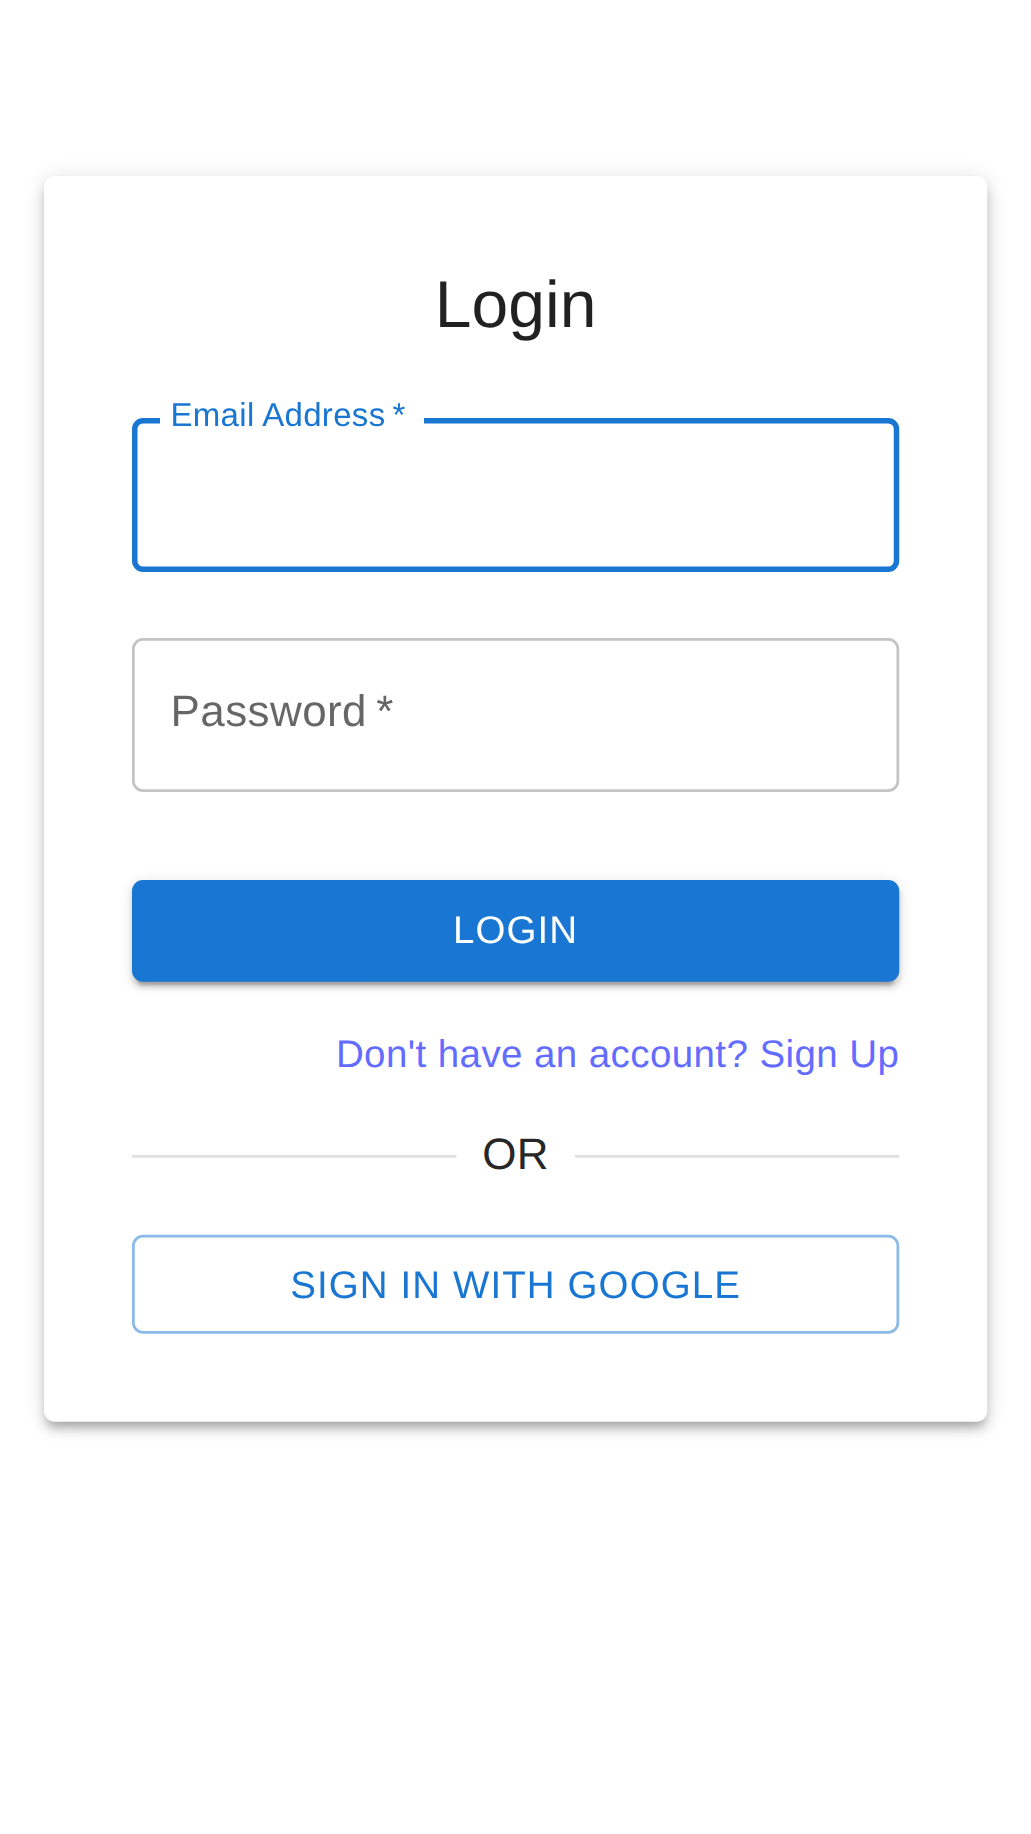 Login
Email Address *
Password *
LOGIN
Don't have an account? Sign Up
OR
SIGN IN WITH GOOGLE